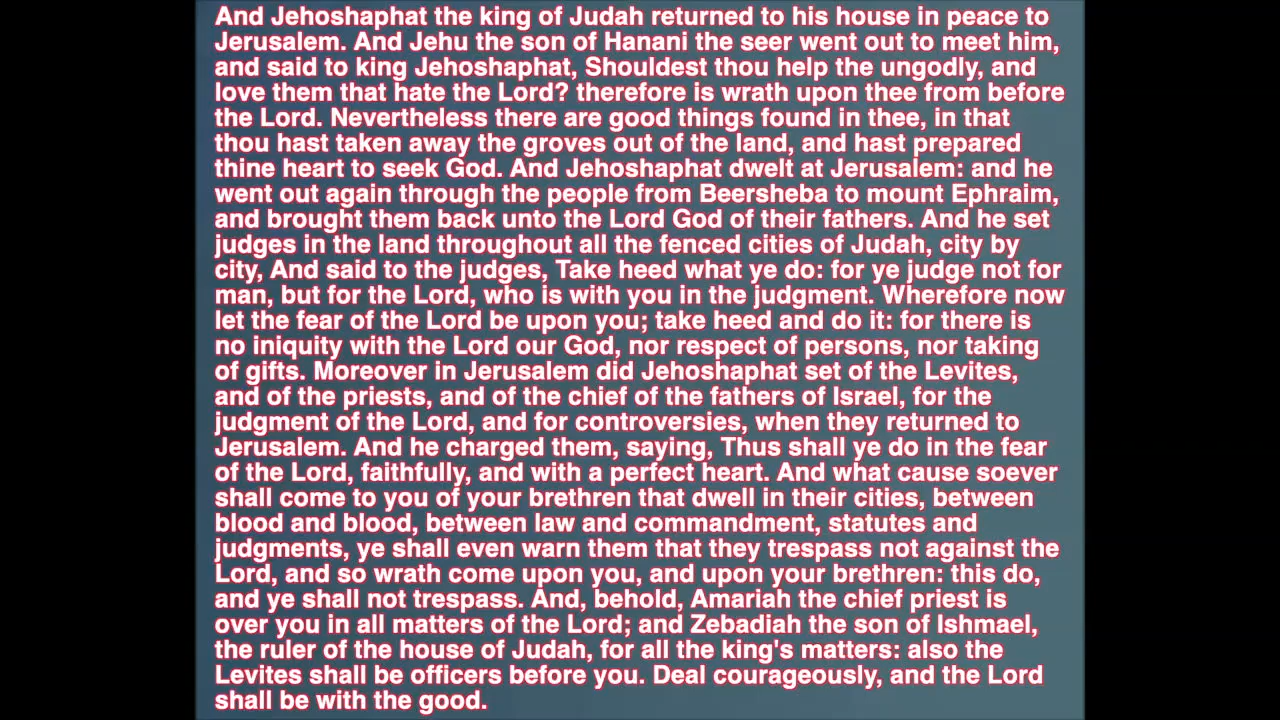 And Jehoshaphat the king of Judah returned to his house in peace to
Jerusalem. And Jehu the son of Hanani the seer went out to meet him,
and said to king Jehoshaphat, Shouldest thou help the ungodly, and
love them that hate the Lord? therefore is wrath upon thee from before
the Lord. Nevertheless there are good things found in thee, in that
thou hast taken away the groves out of the land, and hast prepared
thine heart to seek God. And Jehoshaphat dwelt at Jerusalem: and he
went out again through the people from Beersheba to mount Ephraim,
and brought them back unto the Lord God of their fathers. And he set
judges in the land throughout all the fenced cities of Judah, city by
city, And said to the judges, Take heed what ye do: for ye judge not for
man, but for the Lord, who is with you in the judgment. Wherefore now
let the fear of the Lord be upon you; take heed and do it: for there is
no iniquity with the Lord our God, nor respect of persons, nor taking
of gifts. Moreover in Jerusalem did Jehoshaphat set of the Levites,
and of the priests, and of the chief of the fathers of Israel, for the
judgment of the Lord, and for controversies, when they returned to
Jerusalem. And he charged them, saying, Thus shall ye do in the fear
of the Lord, faithfully, and with a perfect heart. And what cause soever
shall come to you of your brethren that dwell in their cities, between
blood and blood, between law and commandment, statutes and
judgments, ye shall even warn them that they trespass not against the
Lord, and so wrath come upon you, and upon your brethren: this do,
and ye shall not trespass. And, behold, Amariah the chief priest is
over you in all matters of the Lord; and Zebadiah the son of Ishmael,
the ruler of the house of Judah, for all the king's matters: also the
Levites shall be officers before you. Deal courageously, and the Lord
shall be with the good.